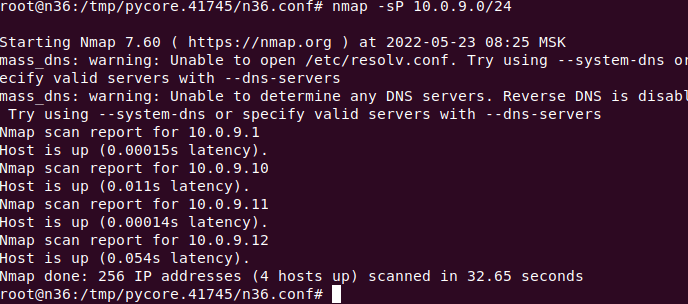 root@n36:/tmp/pycore.41745/n36.conf# nmap -sP 10.0.9.0/24
Starting Nmap 7.60 ( https://nmap.org ) at 2022-05-23 08:25 MSK
mass_dns: warning: Unable to open /etc/resolv.conf. Try using --system-dns or
ecify valid servers with --dns-servers
mass_dns: warning: Unable to determine any DNS servers. Reverse DNS is disabl
Try using --system-dns or specify valid servers with --dns-servers
Nmap scan report for 10.0.9.1
Host is up (0.00015s latency).
Nmap scan report for 10.0.9.10
Host is up (0.011s latency).
Nmap scan report for 10.0.9.11
Host is up (0.00014s latency).
Nmap scan report for 10.0.9.12
Host is up (0.054s latency).
Nmap done: 256 IP addresses (4 hosts up) scanned in 32.65 seconds
root@n36:/tmp/pycore.41745/n36.conf#